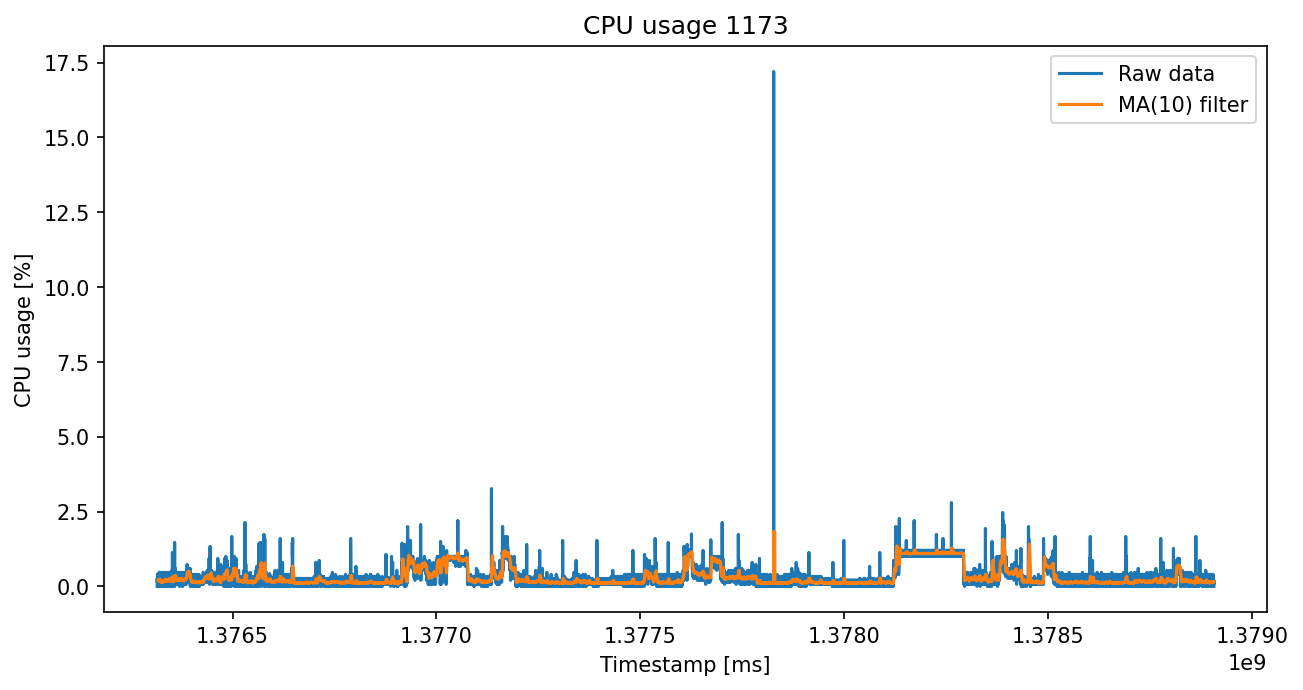 CPU usage 1173
Raw data
MA(10) filter
CPU usage [%]
17.5
15.0
12.5
10.0
7.5
5.0
2.5
0.0
1.3765 1.3770 1.3775 1.3780 1.3785 1.3790
1e9
Timestamp [ms]